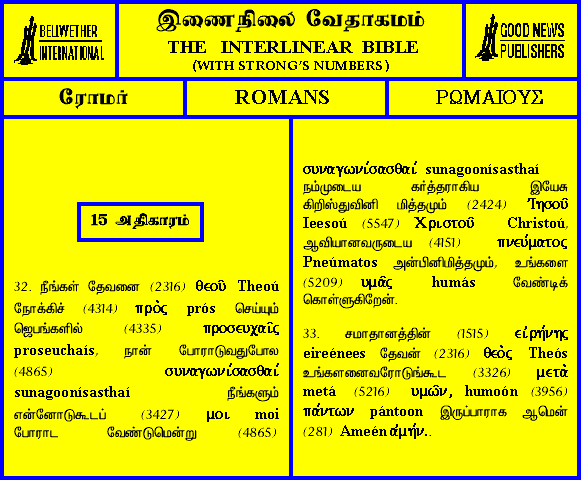 BELLWETHER
INTERNATIONAL
இணைநிலை வேதாகமம்
THE INTERLINEAR BIBLE
(WITH STRONG'S NUMBERS)
GOOD NEWS
PUBLISHERS
ரோமர்
ROMANS
ΡΩΜΑΙΟΥΣ
15 அதிகாரம்
32. நீங்கள் தேவனை (2316) θεοῦ Theoú
நோக்கிச் (4314) πρὸς prós செய்யும்
ஜெபங்களில் (4335) προσευχαῖς
proseuchaís, நான் போராடுவதுபோல
(4865) συναγωνίσασθαί
sunagoonísasthaí நீங்களும்
என்னோடுகூடப் (3427) μοι moi
போராட வேண்டுமென்று (4865)
συναγωνίσασθαί sunagoonísasthaí
நம்முடைய கர்த்தராகிய இயேசு
கிறிஸ்துவினி மித்தமும் (2424) Ἰησοῦ
Ieesoú (5547) Χριστοῦ Christoú,
ஆவியானவருடைய (4151) πνεύματος
Pneúmatos அன்பினிமித்தமும், உங்களை
(5209) υμᾶς humás வேண்டிக்
கொள்ளுகிறேன்.
33. சமாதானத்தின் (1515) εἰρήνης
eireénees தேவன் (2316) θεὸς Theós
உங்களனைவரோடுங்கூட (3326) μετὰ
metá (5216) υμῶν, humoón (3956)
πάντων pántoon இருப்பாராக ஆமென்
(281) Ameén ἀμήν..